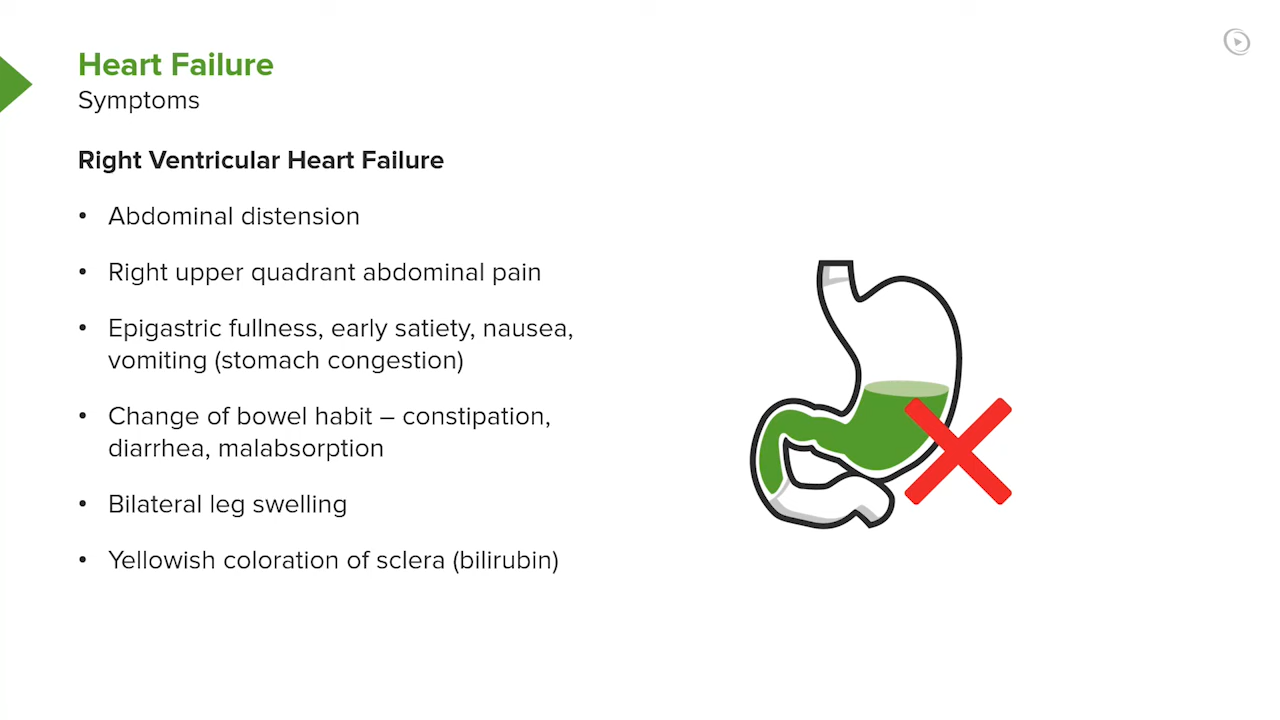 Heart Failure
Symptoms
Right Ventricular Heart Failure
• Abdominal distension
• Right upper quadrant abdominal pain
• Epigastric fullness, early satiety, nausea,
vomiting (stomach congestion)
• Change of bowel habit – constipation,
diarrhea, malabsorption
• Bilateral leg swelling
• Yellowish coloration of sclera (bilirubin)